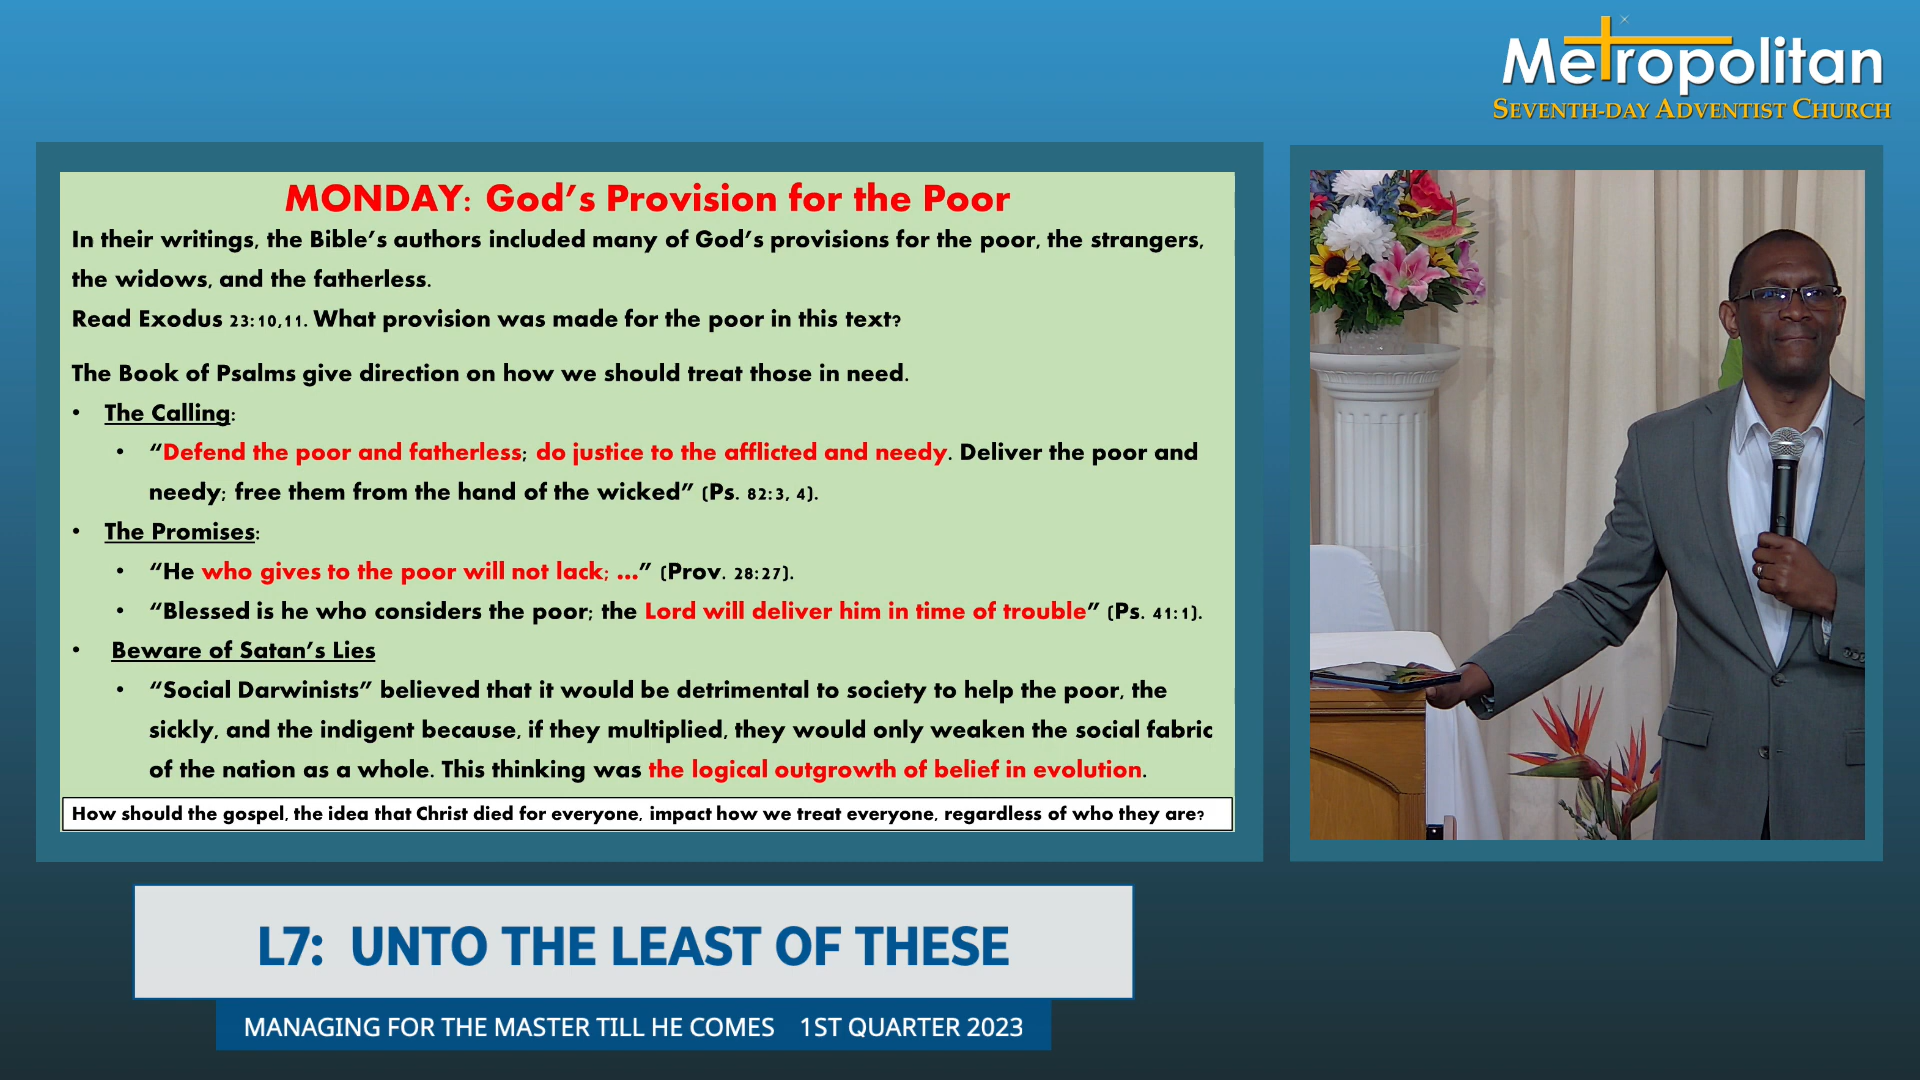 Metropolitan
SEVENTH-DAY ADVENTIST CHURCH
MONDAY: God's Provision for the Poor
In their writings, the Bible's authors included many of God's provisions for the poor, the strangers,
the widows, and the fatherless.
Read Exodus 23:10,11. What provision was made for the poor in this text?
The Book of Psalms give direction on how we should treat those in need.
• The Calling:
• “Defend the poor and fatherless; do justice to the afflicted and needy. Deliver the poor and
needy; free them from the hand of the wicked” (Ps. 82:3, 4).
• The Promises:
• “He who gives to the poor will not lack; ...” (Prov. 28:27).
• “Blessed is he who considers the poor; the Lord will deliver him in time of trouble” (Ps. 41:1).
• Beware of Satan's Lies
• “Social Darwinists” believed that it would be detrimental to society to help the poor, the
sickly, and the indigent because, if they multiplied, they would only weaken the social fabric
of the nation as a whole. This thinking was the logical outgrowth of belief in evolution.
How should the gospel, the idea that Christ died for everyone, impact how we treat everyone, regardless of who they are?
L7: UNTO THE LEAST OF THESE
MANAGING FOR THE MASTER TILL HE COMES 1ST QUARTER 2023